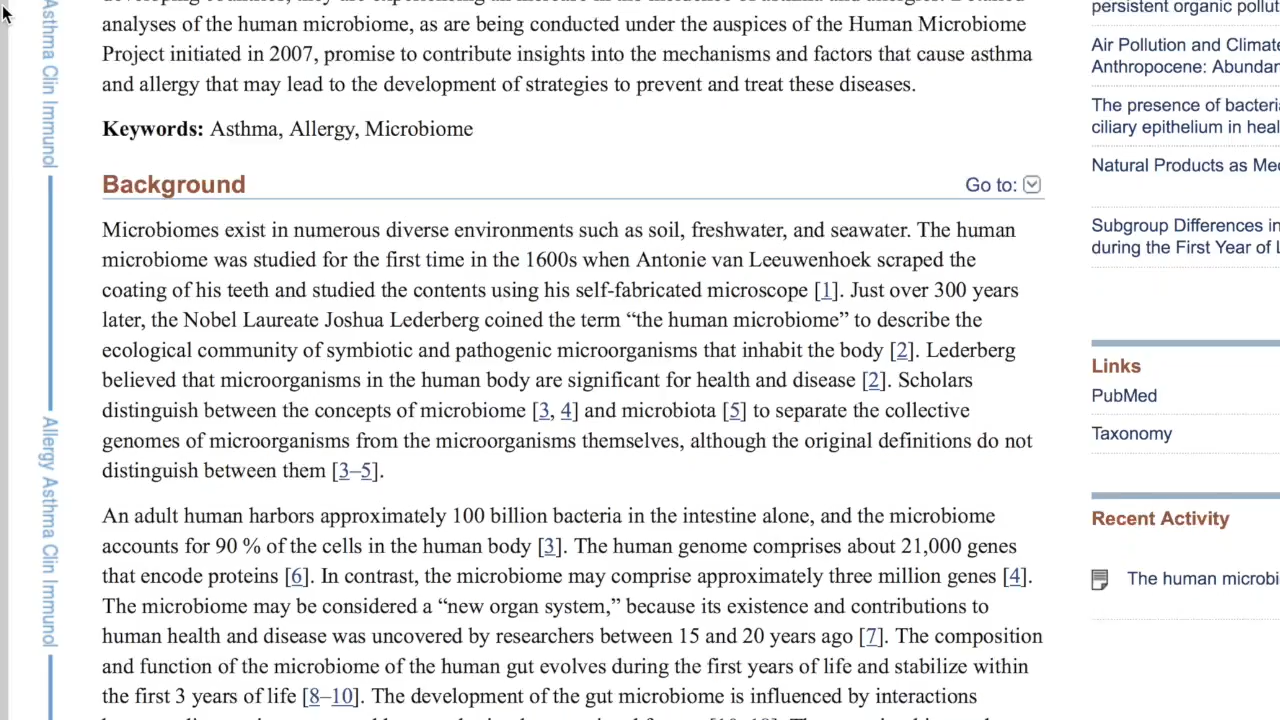 analyses of the human microbiome, as are being conducted under the auspices of the Human Microbiome
Project initiated in 2007, promise to contribute insights into the mechanisms and factors that cause asthma
and allergy that may lead to the development of strategies to prevent and treat these diseases.
Keywords: Asthma, Allergy, Microbiome
Background
Go to:
Microbiomes exist in numerous diverse environments such as soil, freshwater, and seawater. The human
microbiome was studied for the first time in the 1600s when Antonie van Leeuwenhoek scraped the
coating of his teeth and studied the contents using his self-fabricated microscope [1]. Just over 300 years
later, the Nobel Laureate Joshua Lederberg coined the term “the human microbiome” to describe the
ecological community of symbiotic and pathogenic microorganisms that inhabit the body [2]. Lederberg
believed that microorganisms in the human body are significant for health and disease [2]. Scholars
distinguish between the concepts of microbiome [3, 4] and microbiota [5] to separate the collective
genomes of microorganisms from the microorganisms themselves, although the original definitions do not
distinguish between them [3–5].
An adult human harbors approximately 100 billion bacteria in the intestine alone, and the microbiome
accounts for 90 % of the cells in the human body [3]. The human genome comprises about 21,000 genes
that encode proteins [6]. In contrast, the microbiome may comprise approximately three million genes [4].
The microbiome may be considered a “new organ system,” because its existence and contributions to
human health and disease was uncovered by researchers between 15 and 20 years ago [7]. The composition
and function of the microbiome of the human gut evolves during the first years of life and stabilize within
the first 3 years of life [8–10]. The development of the gut microbiome is influenced by interactions
Asthma Clin Immunol
Allergy Asthma Clin Immunol
persistent organic pollut
Air Pollution and Climate
Anthropocene: Abundan
The presence of bacteri
ciliary epithelium in heal
Natural Products as Med
Subgroup Differences in
during the First Year of L
Links
PubMed
Taxonomy
Recent Activity
The human microbi